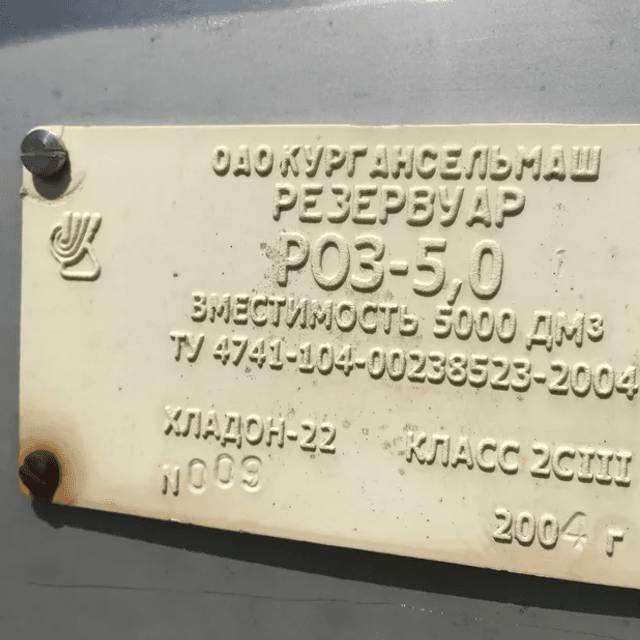 ОАО КУРГАНСЕЛЬМАШ
РЕЗЕРВУАР
РОЗ-5,0
ВМЕСТИМОСТЬ 5000 ДМ³
ТУ 4741-104-00238523-2004
ХЛАДОН-22 КЛАСС 2СIII
N 009
2004 г